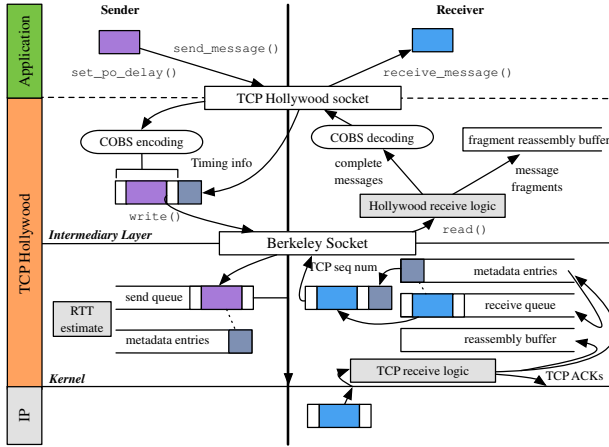 Sender
Receiver
Application
send_message()
set_po_delay()
receive_message()
TCP Hollywood socket
TCP Hollywood
COBS encoding
COBS decoding
fragment reassembly buffer
Timing info
complete
messages
message
fragments
Hollywood receive logic
write()
read()
Intermediary Layer
Berkeley Socket
TCP seq num
metadata entries
send queue
receive queue
RTT
estimate
metadata entries
reassembly buffer
TCP receive logic
TCP ACKs
Kernel
IP